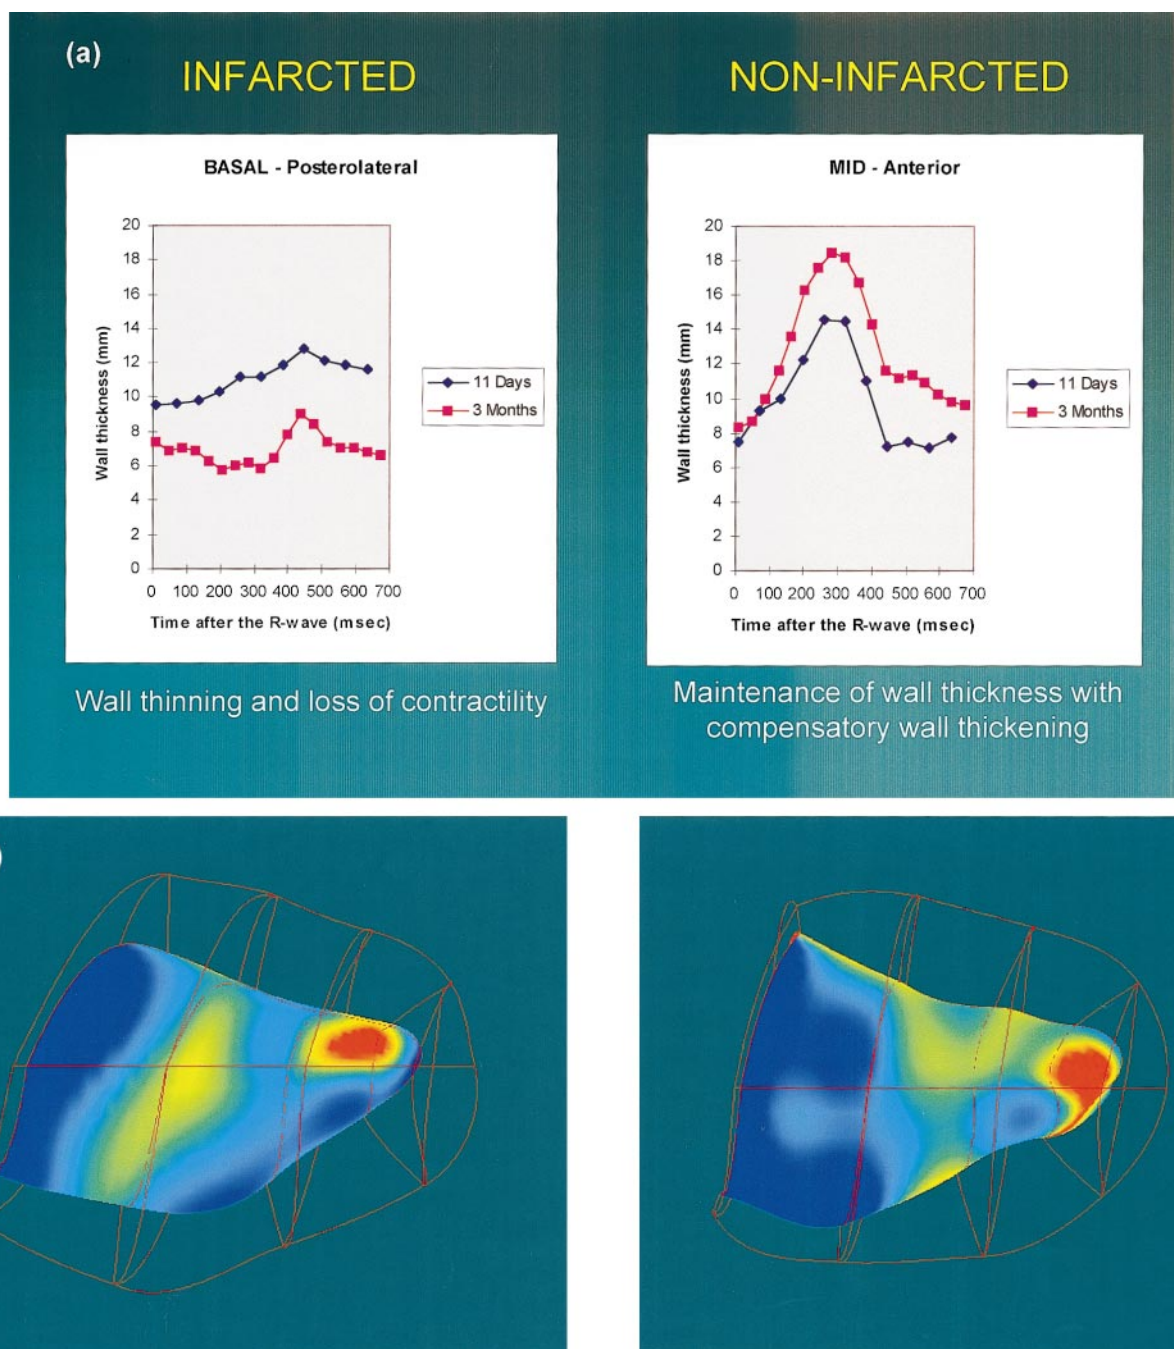 (a)
INFARCTED
NON-INFARCTED
BASAL - Posterolateral
20
18
16
14
12
10
8
6
4
2
0
Wall thickness (mm)
0 100 200 300 400 500 600 700
Time after the R-wave (msec)
11 Days
3 Months
MID - Anterior
20
18
16
14
12
10
8
6
4
2
0
Wall thickness (mm)
0 100 200 300 400 500 600 700
Time after the R-wave (msec)
11 Days
3 Months
Wall thinning and loss of contractility
Maintenance of wall thickness with
compensatory wall thickening